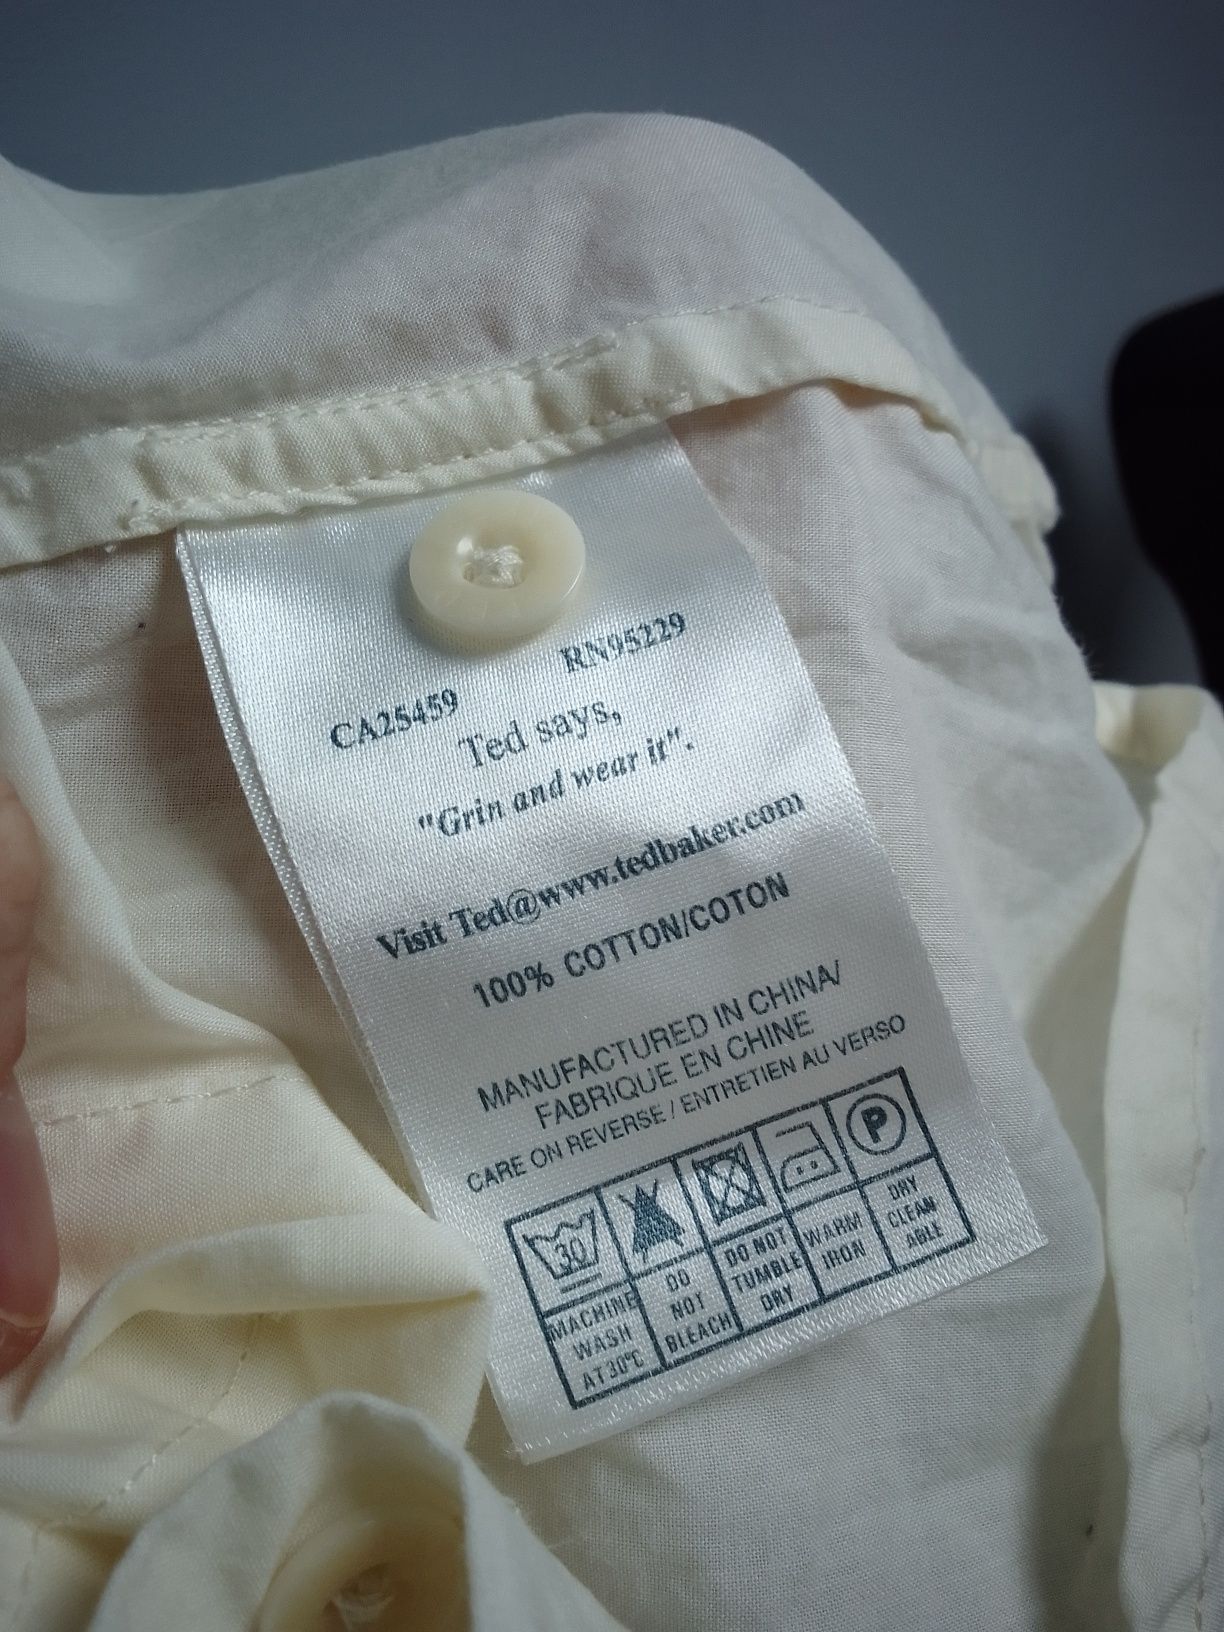 CA25459 RN95229
Ted says,
"Grin and wear it".
Visit Ted@www.tedbaker.com
100% COTTON/COTON
MANUFACTURED IN CHINA/
FABRIQUE EN CHINE
CARE ON REVERSE / ENTRETIEN AU VERSO
30
P
MACHINE
WASH
AT 30°C
DO
NOT
BLEACH
DO NOT
TUMBLE
DRY
WARM
IRON
DRY
CLEAN
ABLE